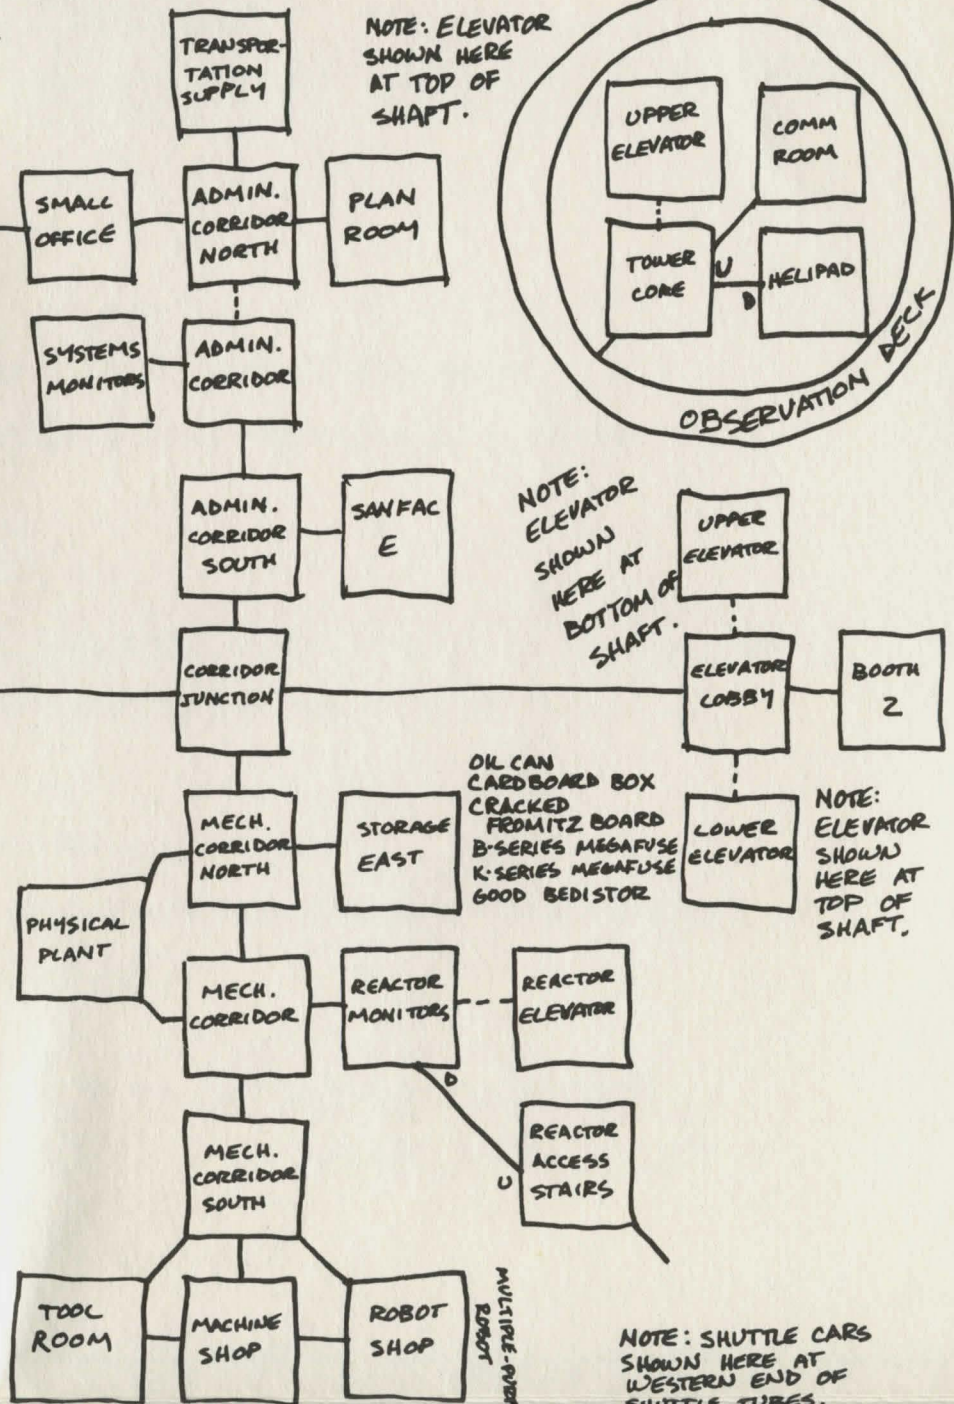 TRANSPOR-
TATION
SUPPLY
NOTE: ELEVATOR
SHOWN HERE
AT TOP OF
SHAFT.
UPPER
ELEVATOR
COMM
ROOM
SMALL
OFFICE
ADMIN.
CORRIDOR
NORTH
PLAN
ROOM
TOWER
CORE
U
D
HELIPAD
OBSERVATION DECK
SYSTEMS
MONITORS
ADMIN.
CORRIDOR
ADMIN.
CORRIDOR
SOUTH
SANFAC
E
NOTE:
ELEVATOR
SHOWN
HERE AT
BOTTOM OF
SHAFT.
UPPER
ELEVATOR
CORRIDOR
JUNCTION
ELEVATOR
LOBBY
BOOTH
2
MECH.
CORRIDOR
NORTH
STORAGE
EAST
OIL CAN
CARDBOARD BOX
CRACKED
FROMITZ BOARD
B-SERIES MEGAFUSE
K-SERIES MEGAFUSE
GOOD BEDISTOR
LOWER
ELEVATOR
NOTE:
ELEVATOR
SHOWN
HERE AT
TOP OF
SHAFT.
PHYSICAL
PLANT
MECH.
CORRIDOR
REACTOR
MONITORS
REACTOR
ELEVATOR
D
U
REACTOR
ACCESS
STAIRS
MECH.
CORRIDOR
SOUTH
TOOL
ROOM
MACHINE
SHOP
ROBOT
SHOP
MULTIPLE-
ROBOT
NOTE: SHUTTLE CARS
SHOWN HERE AT
WESTERN END OF
SHUTTLE TUBES.